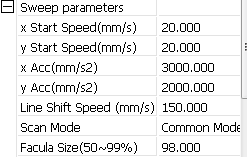 Sweep parameters
x Start Speed(mm/s) 20.000
y Start Speed(mm/s) 20.000
x Acc(mm/s2) 3000.000
y Acc(mm/s2) 2000.000
Line Shift Speed (mm/s) 150.000
Scan Mode Common Mode
Facula Size(50~99%) 98.000